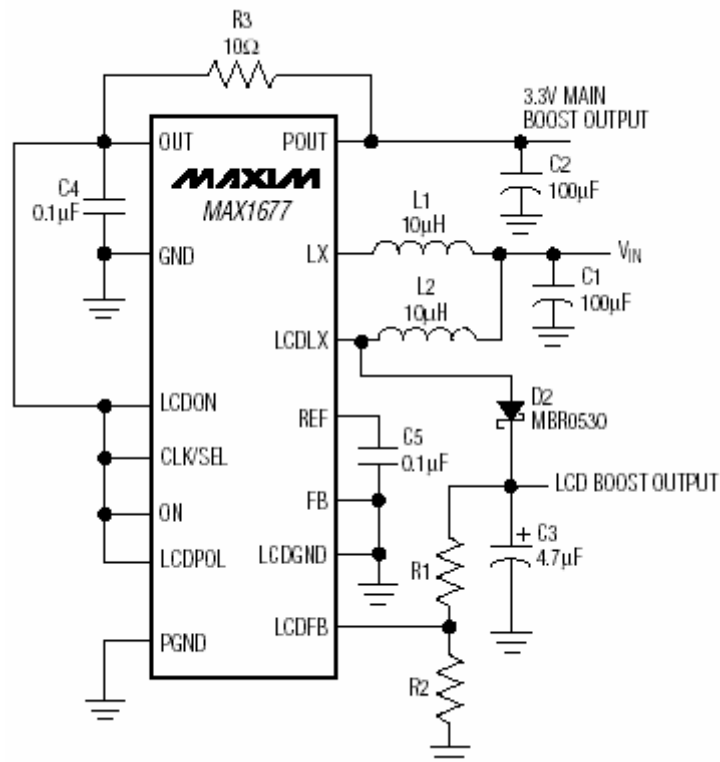 R3
10Ω
OUT
POUT
3.3V MAIN
BOOST OUTPUT
MAXIM
MAX1677
C4
0.1µF
C2
100µF
GND
LX
L1
10µH
VIN
C1
100µF
L2
10µH
LCDLX
LCDON
REF
D2
MBR0530
CLK/SEL
C5
0.1µF
ON
FB
LCD BOOST OUTPUT
LCDPOL
LCDGND
R1
+ C3
4.7µF
PGND
LCDFB
R2